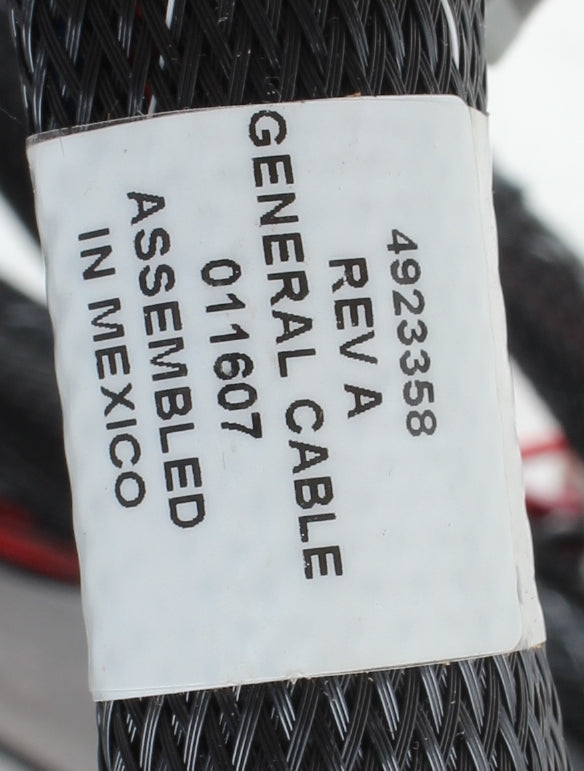 4923358
REV A
GENERAL CABLE
011607
ASSEMBLED
IN MEXICO